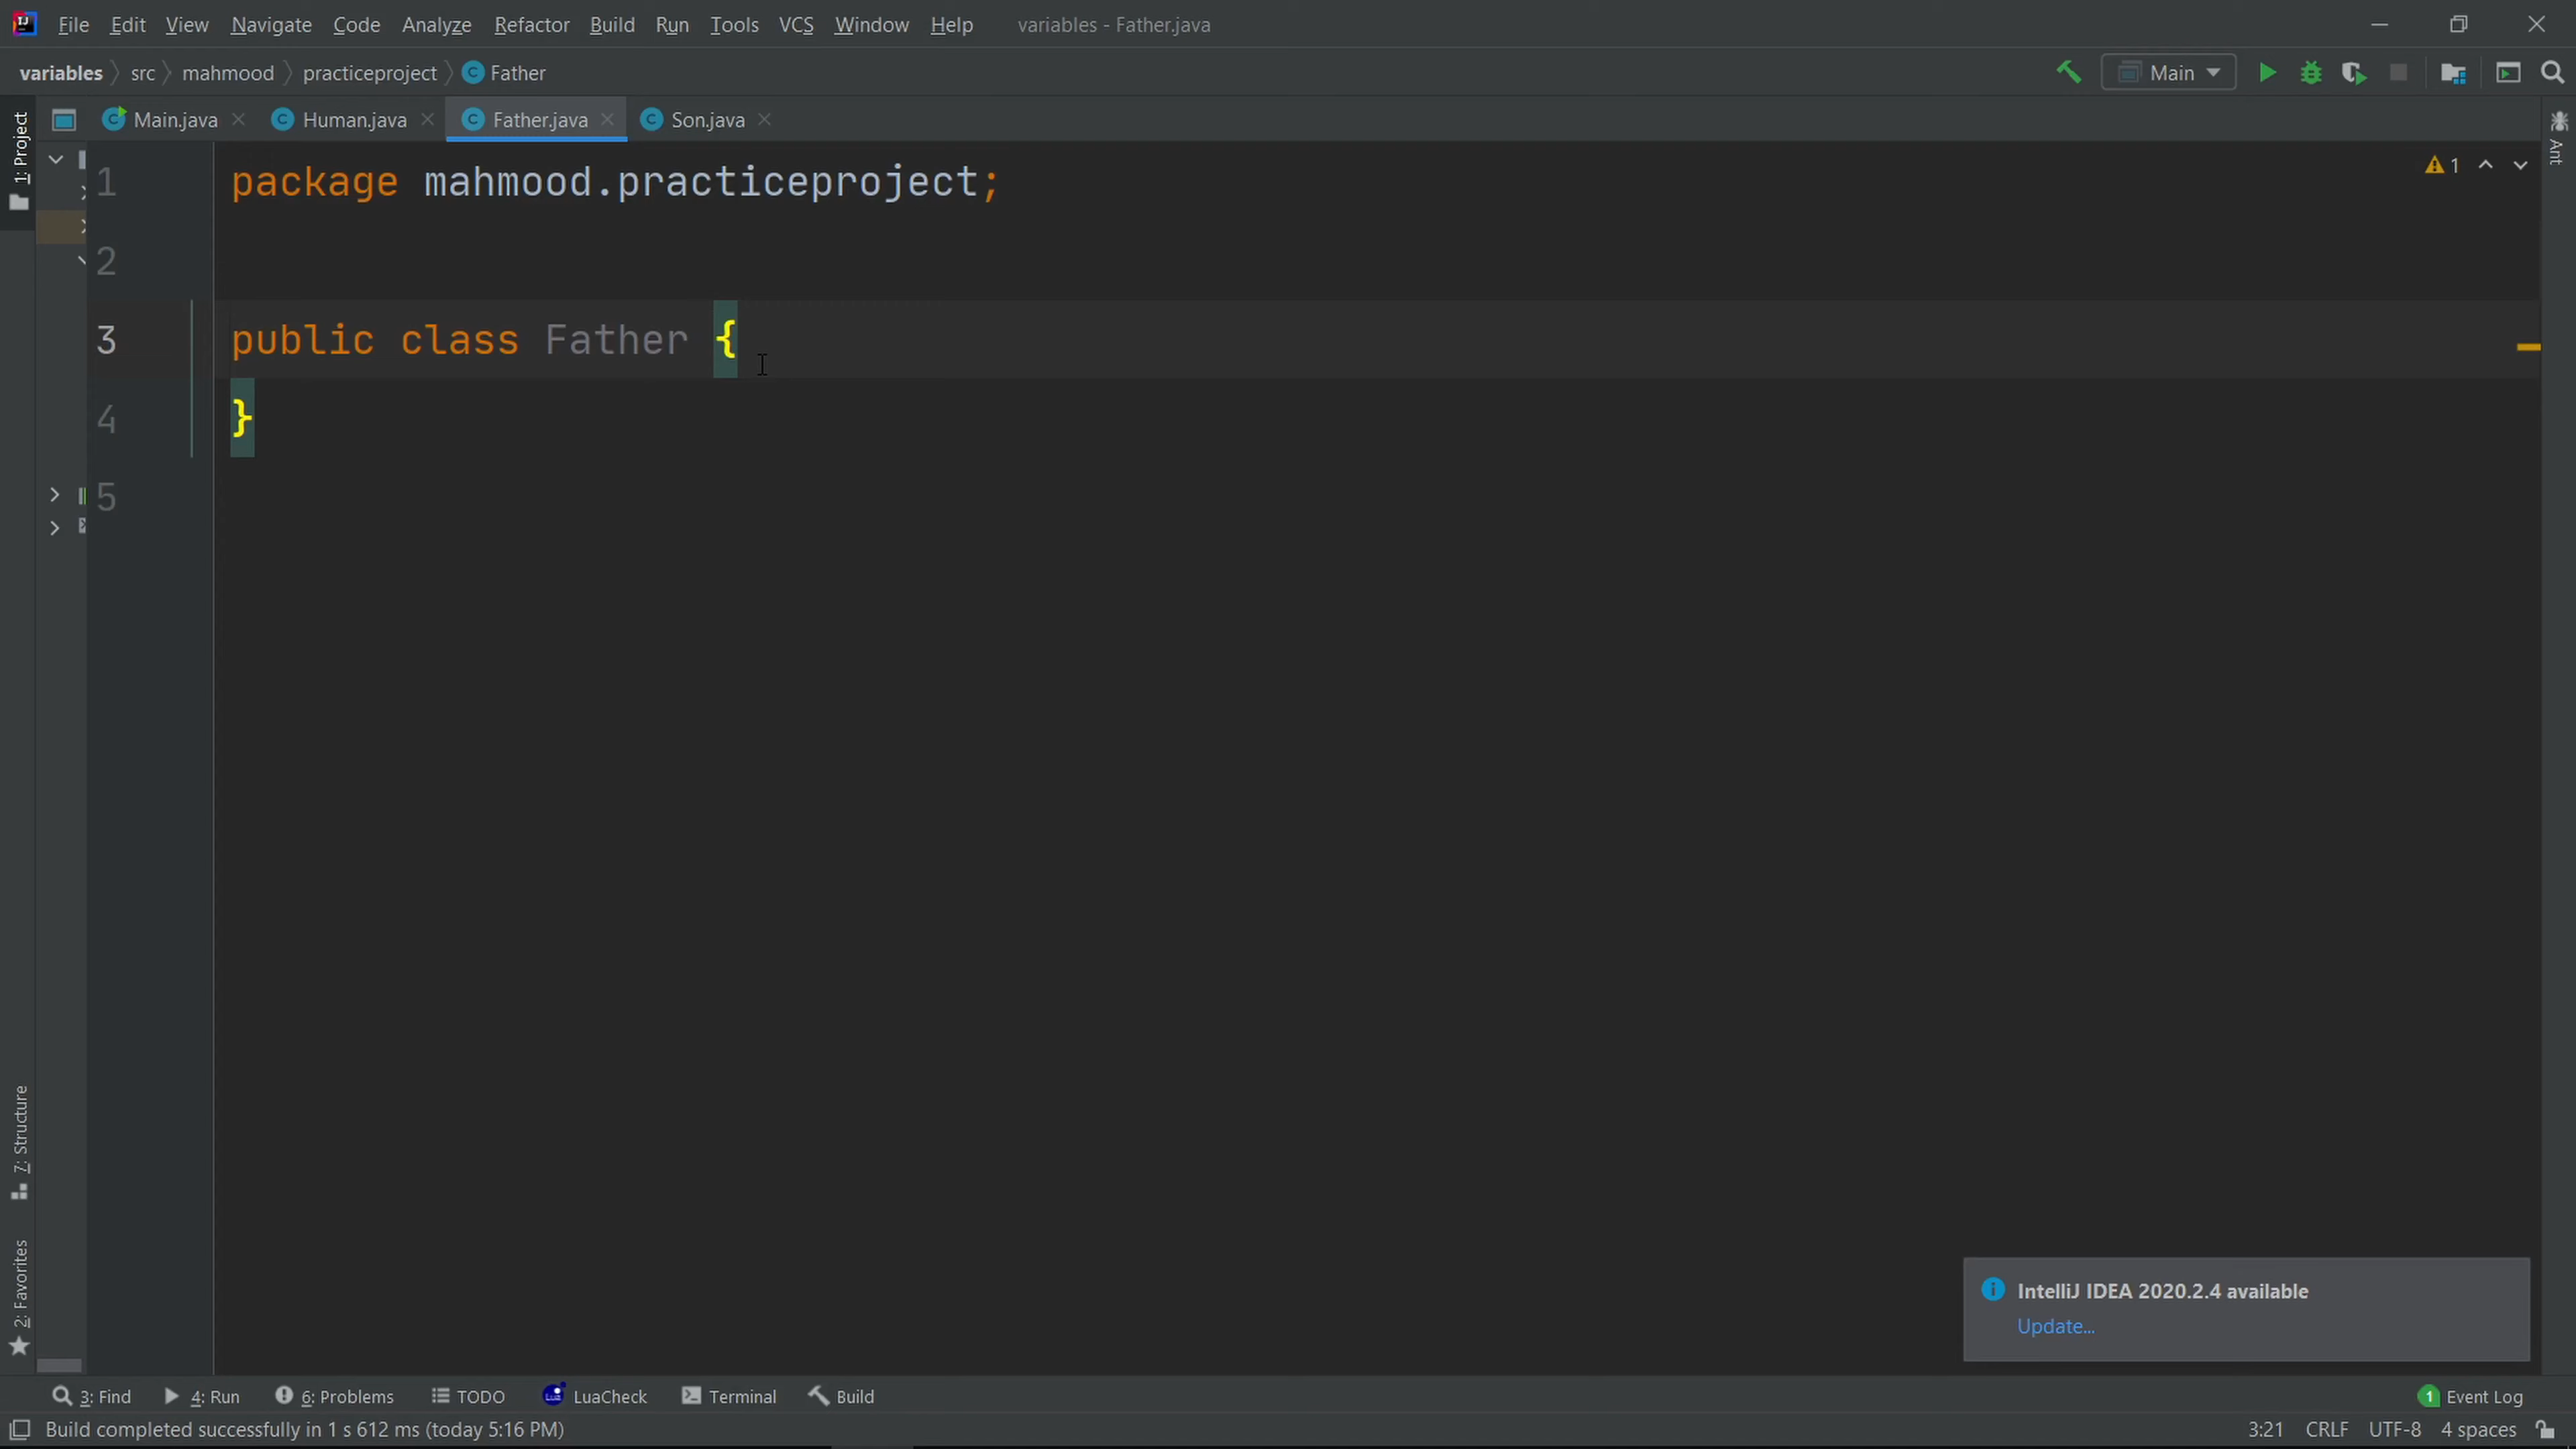 File Edit View Navigate Code Analyze Refactor Build Run Tools VCS Window Help variables - Father.java
variables src mahmood practiceproject Father Main
Main.java Human.java Father.java Son.java
1: Project
Ant
1 package mahmood.practiceproject;
1
2
3 public class Father {
4 }
5
7: Structure
2: Favorites
IntelliJ IDEA 2020.2.4 available
Update...
3: Find 4: Run 6: Problems TODO LuaCheck Terminal Build 1 Event Log
Build completed successfully in 1 s 612 ms (today 5:16 PM) 3:21 CRLF UTF-8 4 spaces